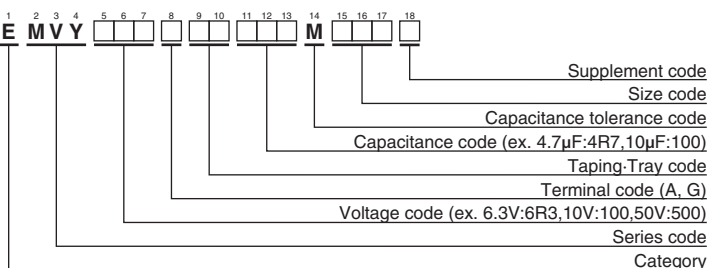 1 2 3 4 5 6 7 8 9 10 11 12 13 14 15 16 17 18
E M V Y □□□ □ □□ □□□ M □□□ □
Supplement code
Size code
Capacitance tolerance code
Capacitance code (ex. 4.7μF:4R7,10μF:100)
Taping·Tray code
Terminal code (A, G)
Voltage code (ex. 6.3V:6R3,10V:100,50V:500)
Series code
Category